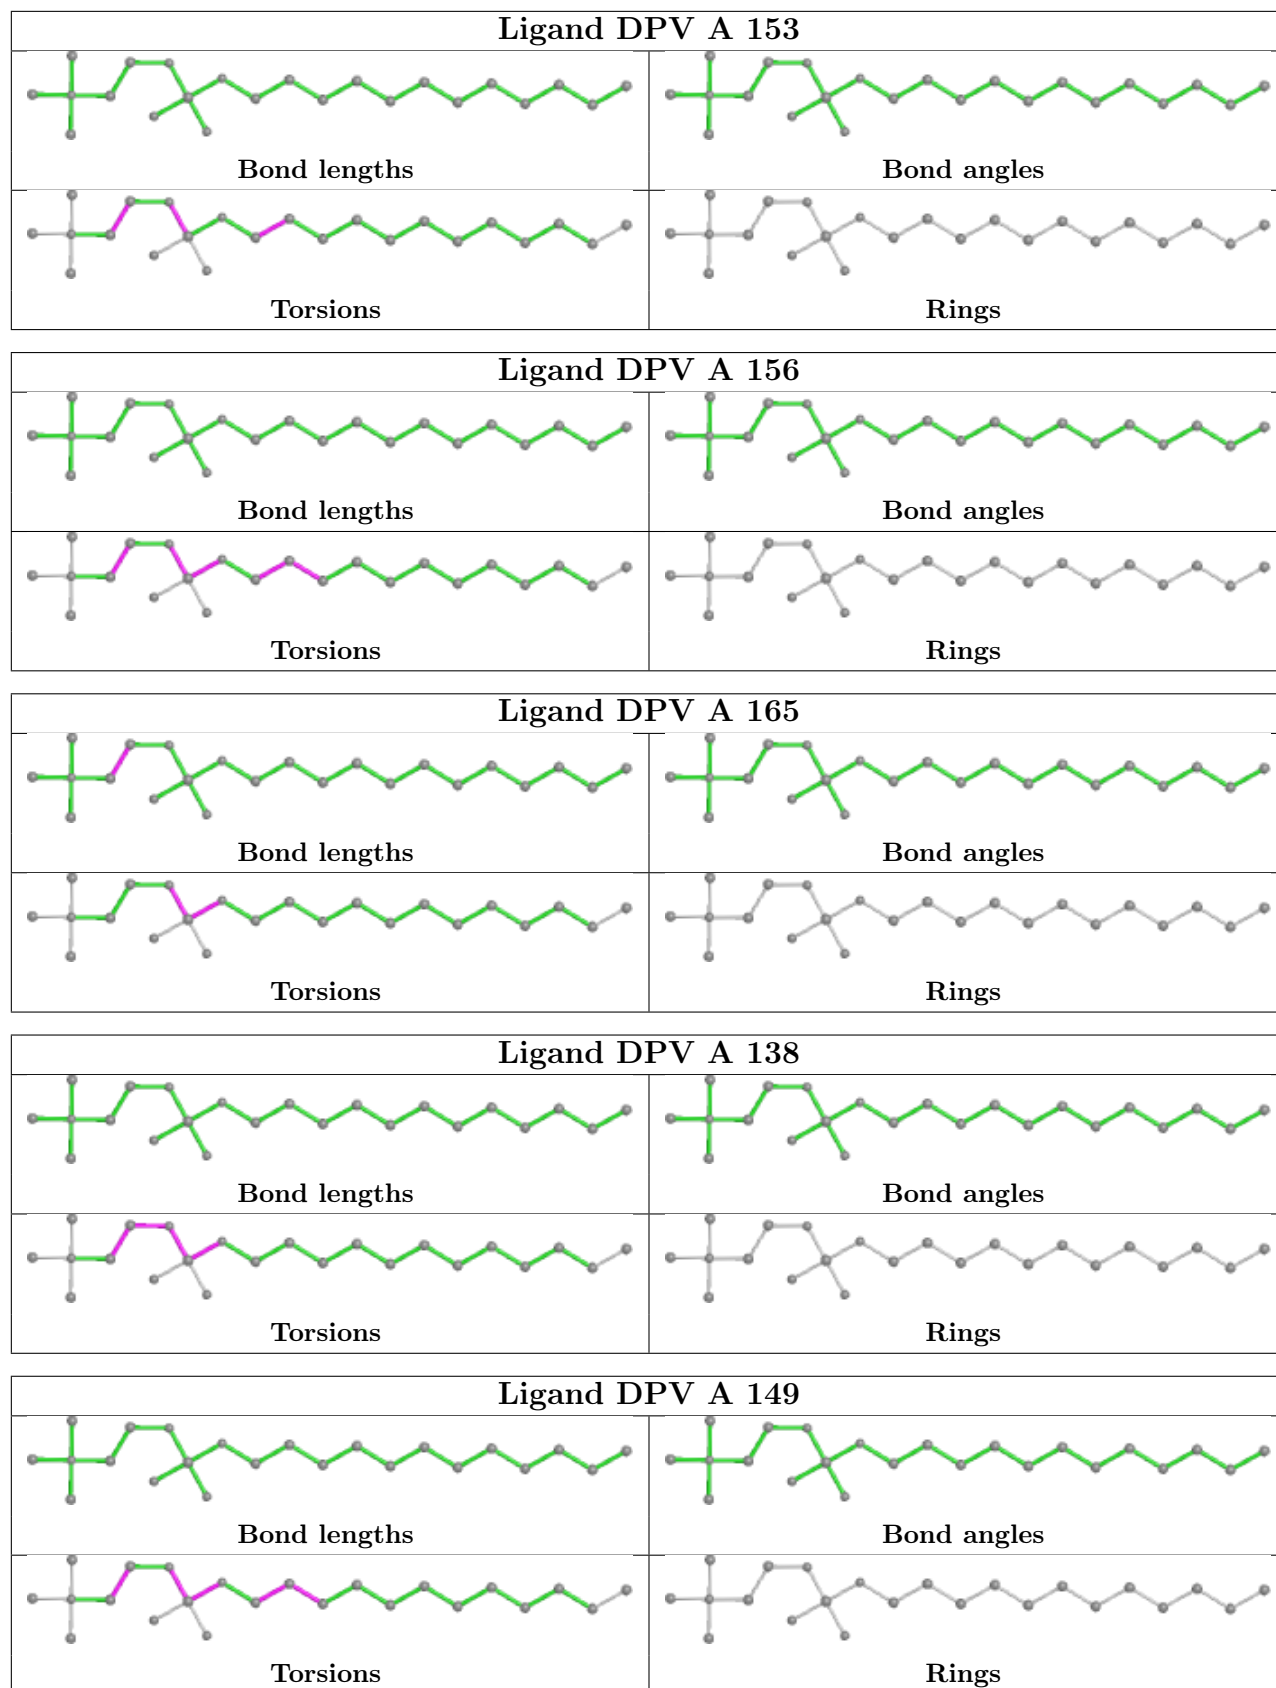 Ligand DPV A 153
Bond lengths
Bond angles
Torsions
Rings
Ligand DPV A 156
Bond lengths
Bond angles
Torsions
Rings
Ligand DPV A 165
Bond lengths
Bond angles
Torsions
Rings
Ligand DPV A 138
Bond lengths
Bond angles
Torsions
Rings
Ligand DPV A 149
Bond lengths
Bond angles
Torsions
Rings